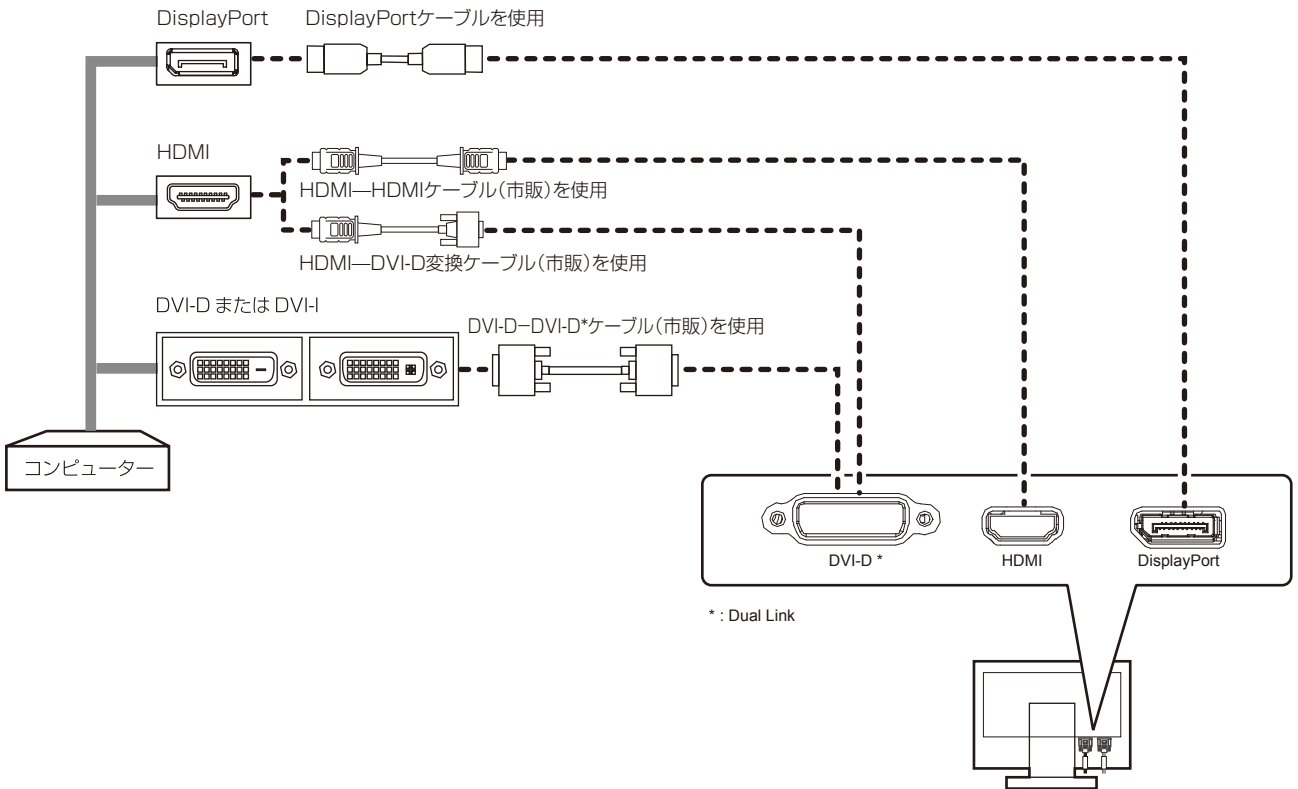 DisplayPort
DisplayPortケーブルを使用
HDMI
HDMI—HDMIケーブル（市販）を使用
HDMI—DVI-D変換ケーブル（市販）を使用
DVI-D または DVI-I
DVI-D−DVI-D*ケーブル（市販）を使用
コンピューター
DVI-D *
HDMI
DisplayPort
* : Dual Link